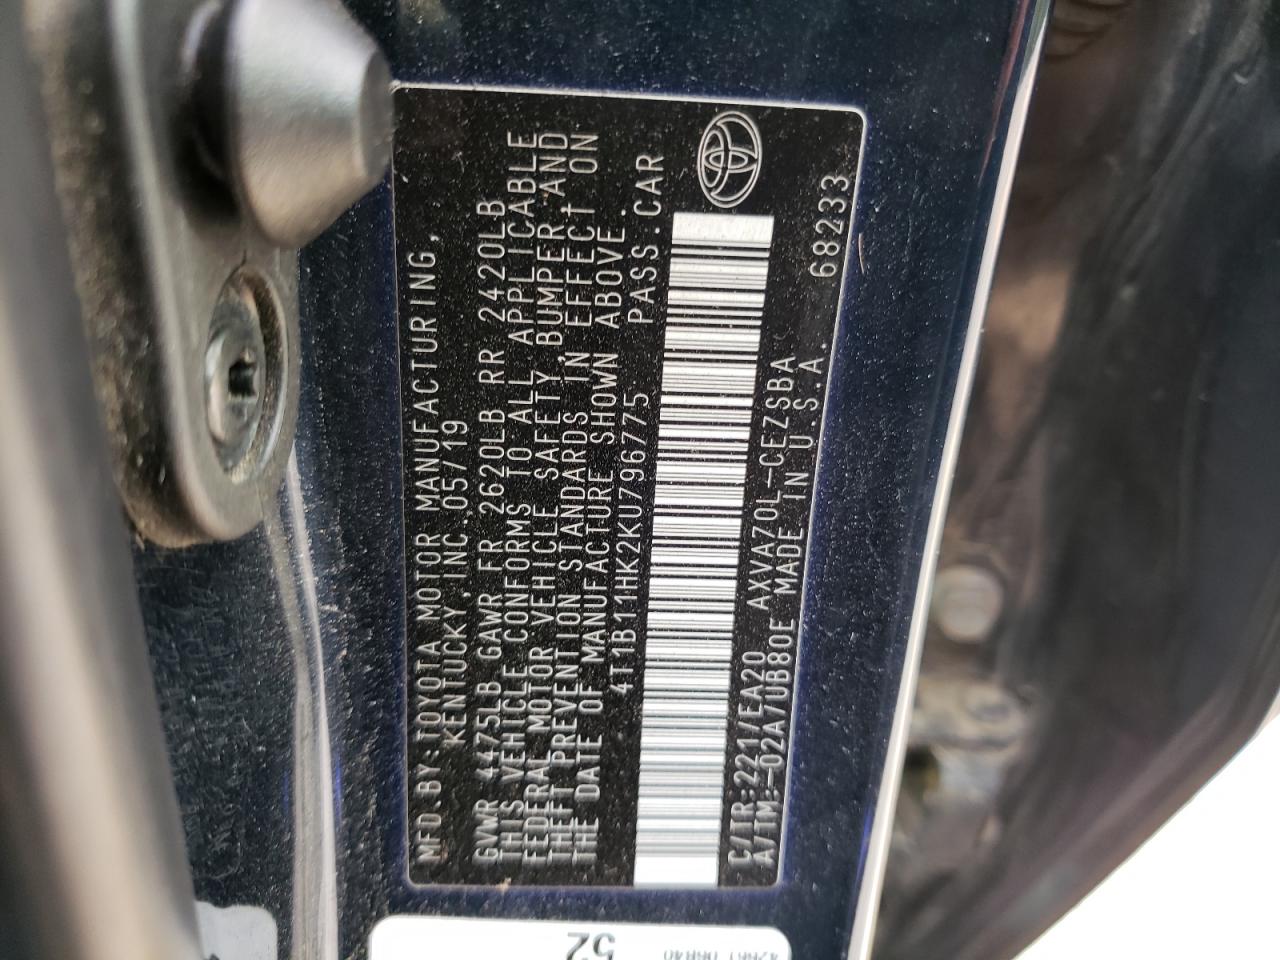 MFD.BY:TOYOTA MOTOR MANUFACTURING,
KENTUCKY,INC.05/19
GVWR 4475LB GAWR FR 2620LB RR 2420LB
THIS VEHICLE CONFORMS TO ALL APPLICABLE
FEDERAL MOTOR VEHICLE SAFETY,BUMPER,AND
THEFT PREVENTION STANDARDS IN EFFECT ON
THE DATE OF MANUFACTURE SHOWN ABOVE.
4T1B11HK2KU796775 PASS.CAR
C/TR:221/EA20 AXVA70L-CEZSBA
A/TM:-02A/UB80E MADE IN U.S.A. 68233
52